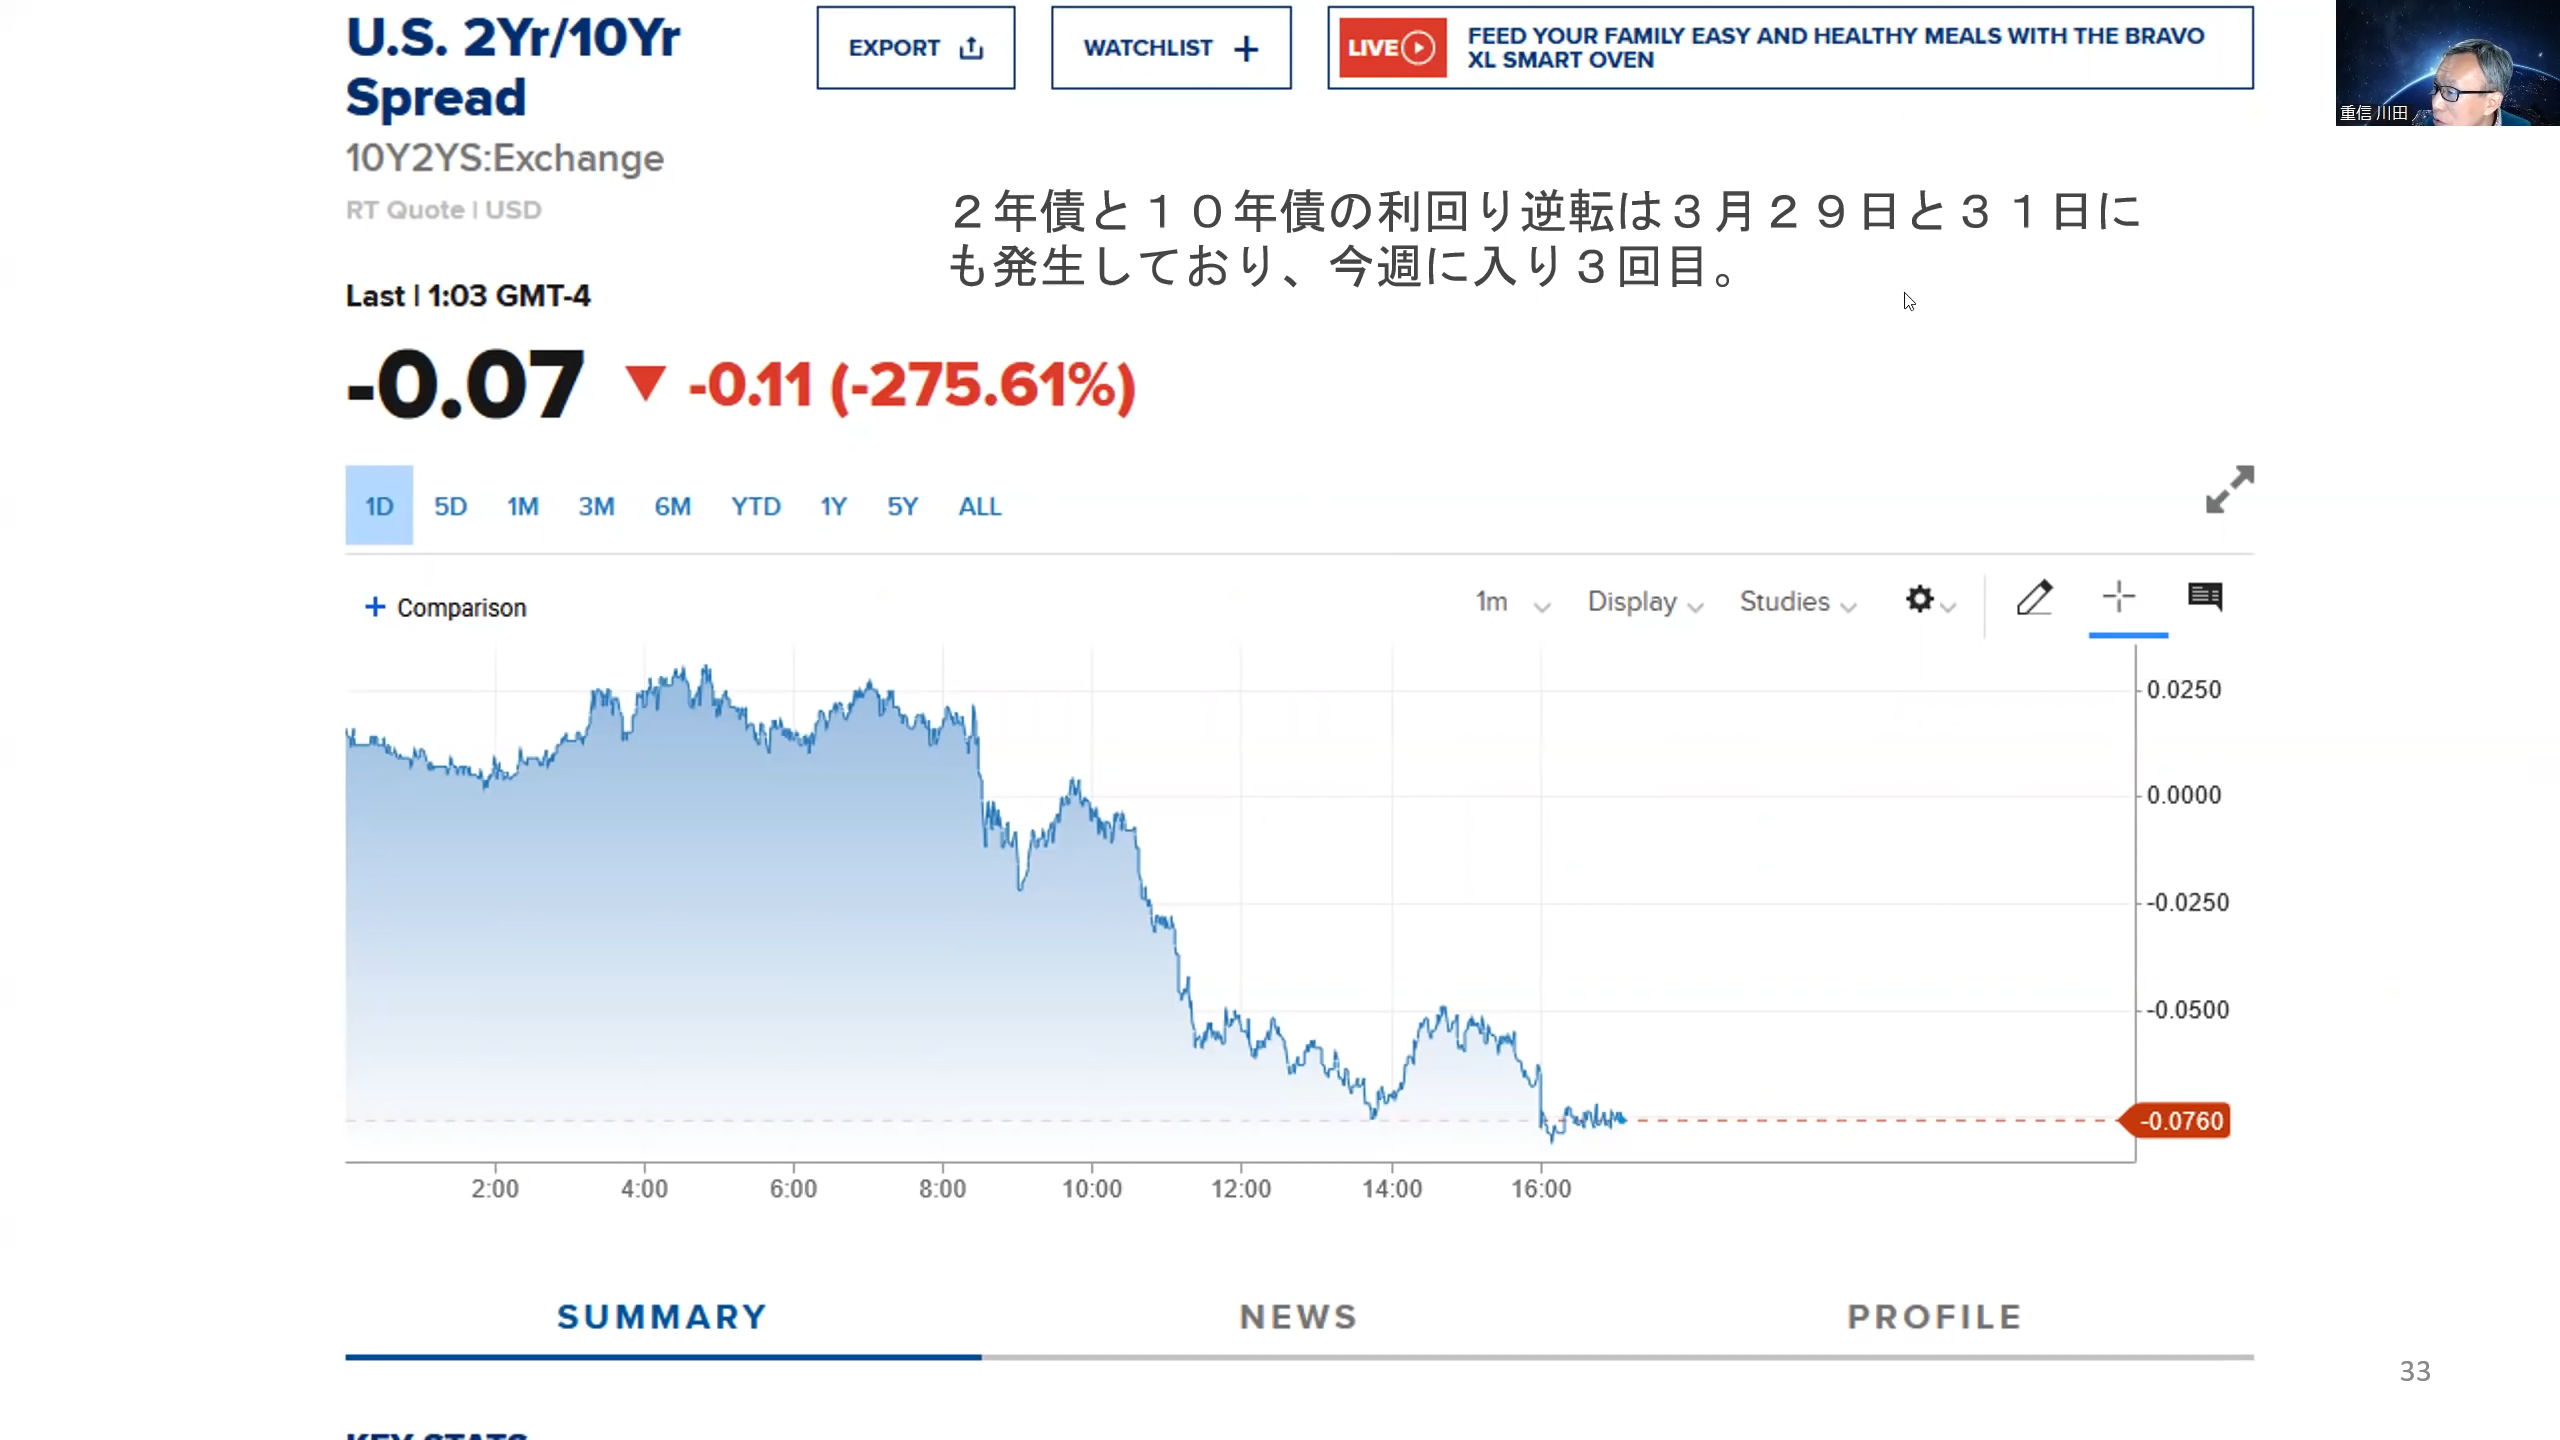 U.S. 2Yr/10Yr
Spread
10Y2YS:Exchange
RT Quote | USD
Last | 1:03 GMT-4
-0.07 ▼ -0.11 (-275.61%)
EXPORT
WATCHLIST +
LIVE
FEED YOUR FAMILY EASY AND HEALTHY MEALS WITH THE BRAVO
XL SMART OVEN
重信 川田
２年債と１０年債の利回り逆転は３月２９日と３１日に
も発生しており、今週に入り３回目。
1D 5D 1M 3M 6M YTD 1Y 5Y ALL
+ Comparison
1m Display Studies
0.0250
0.0000
-0.0250
-0.0500
-0.0760
2:00 4:00 6:00 8:00 10:00 12:00 14:00 16:00
SUMMARY NEWS PROFILE
33
KEY STATS